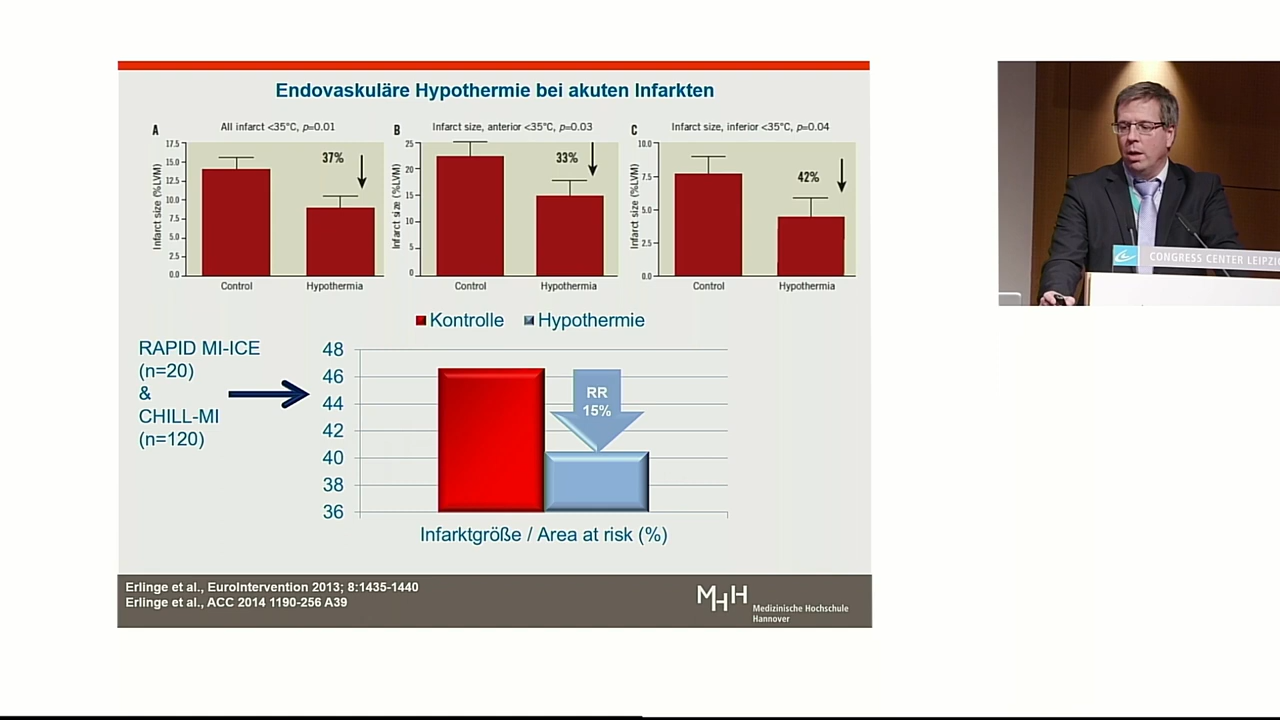 Endovaskuläre Hypothermie bei akuten Infarkten
A
All infarct <35°C, p=0.01
Infarct size (%LVM)
17.5
15.0
12.5
10.0
7.5
5.0
2.5
0.0
37%
Control
Hypothermia
B
Infarct size, anterior <35°C, p=0.03
Infarct size (%LVM)
25
20
15
10
5
0
33%
Control
Hypothermia
C
Infarct size, inferior <35°C, p=0.04
Infarct size (%LVM)
10.0
7.5
5.0
2.5
0.0
42%
Control
Hypothermia
Kontrolle
Hypothermie
RAPID MI-ICE
(n=20)
&
CHILL-MI
(n=120)
48
46
44
42
40
38
36
RR
15%
Infarktgröße / Area at risk (%)
Erlinge et al., EuroIntervention 2013; 8:1435-1440
Erlinge et al., ACC 2014 1190-256 A39
MHH
Medizinische Hochschule
Hannover
CONGRESS CENTER LEIPZIG